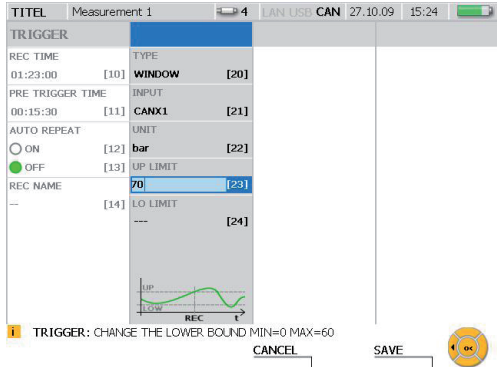 TITEL Measurement 1 4 LAN USB CAN 27.10.09 15:24
TRIGGER
REC TIME
01:23:00 [10]
PRE TRIGGER TIME
00:15:30 [11]
AUTO REPEAT
ON [12]
OFF [13]
REC NAME
-- [14]
TYPE
WINDOW [20]
INPUT
CANX1 [21]
UNIT
bar [22]
UP LIMIT
70 [23]
LO LIMIT
--- [24]
UP
LOW
REC t
i TRIGGER: CHANGE THE LOWER BOUND MIN=0 MAX=60
CANCEL SAVE OK